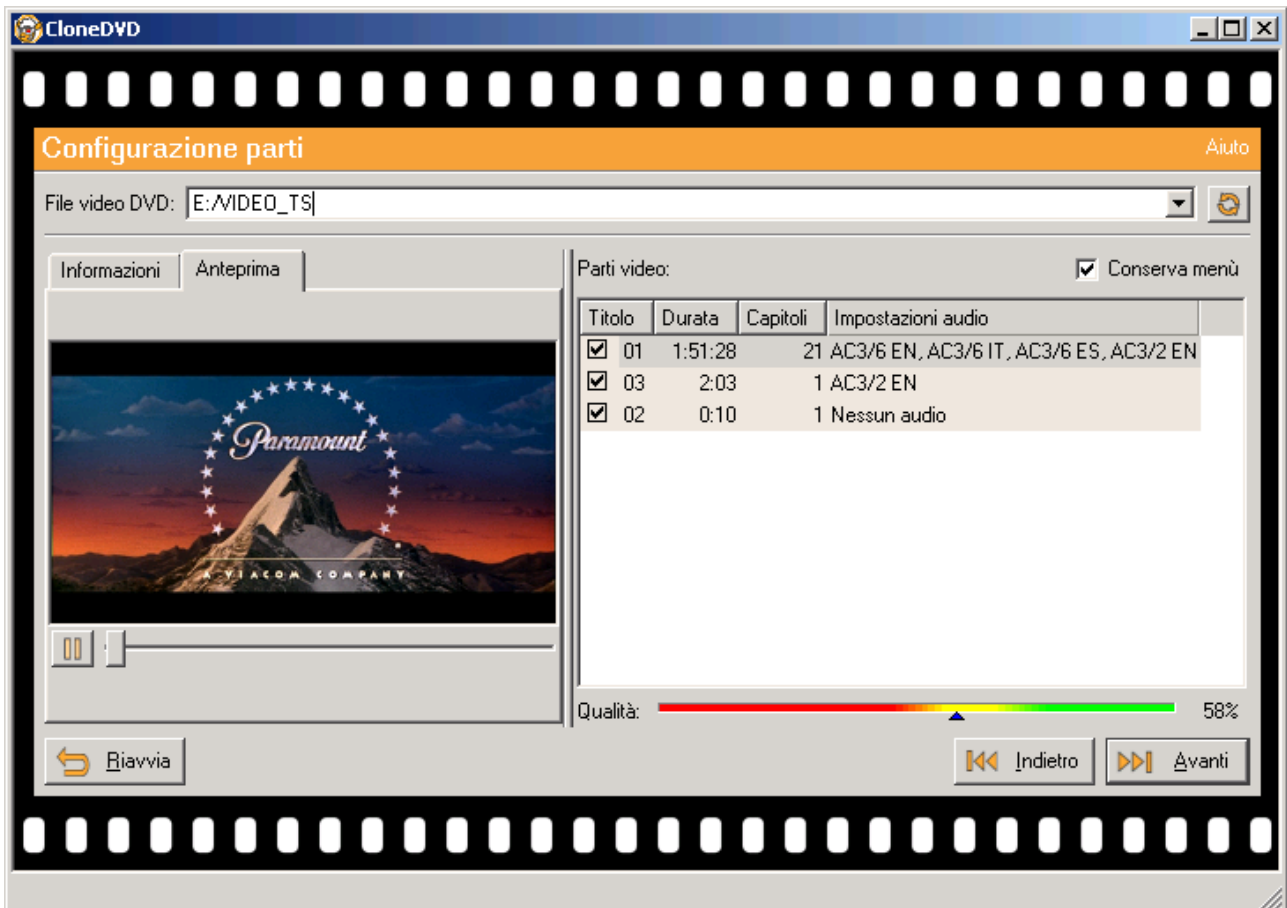 CloneDVD
Configurazione parti Aiuto
File video DVD: E:/VIDEO_TS
Informazioni Anteprima
Parti video: Conserva menù
Titolo Durata Capitoli Impostazioni audio
01 1:51:28 21 AC3/6 EN, AC3/6 IT, AC3/6 ES, AC3/2 EN
03 2:03 1 AC3/2 EN
02 0:10 1 Nessun audio
Paramount
A VIACOM COMPANY
Qualità: 58%
Riavvia Indietro Avanti